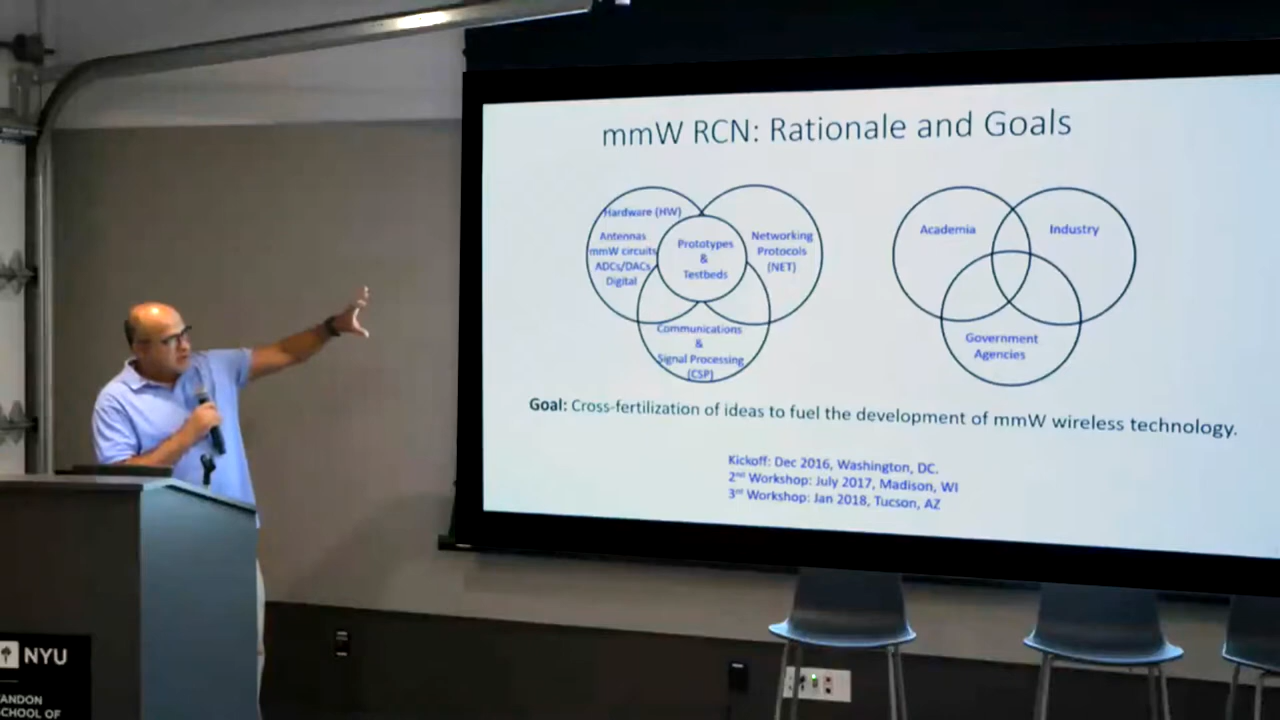 mmW RCN: Rationale and Goals
Hardware (HW)
Antennas
mmW circuits
ADCs/DACs
Digital
Prototypes
&
Testbeds
Networking
Protocols
(NET)
Communications
&
Signal Processing
(CSP)
Academia
Industry
Government
Agencies
Goal: Cross-fertilization of ideas to fuel the development of mmW wireless technology.
Kickoff: Dec 2016, Washington, DC.
2nd Workshop: July 2017, Madison, WI
3rd Workshop: Jan 2018, Tucson, AZ
NYU
ANDON
CHOOL OF